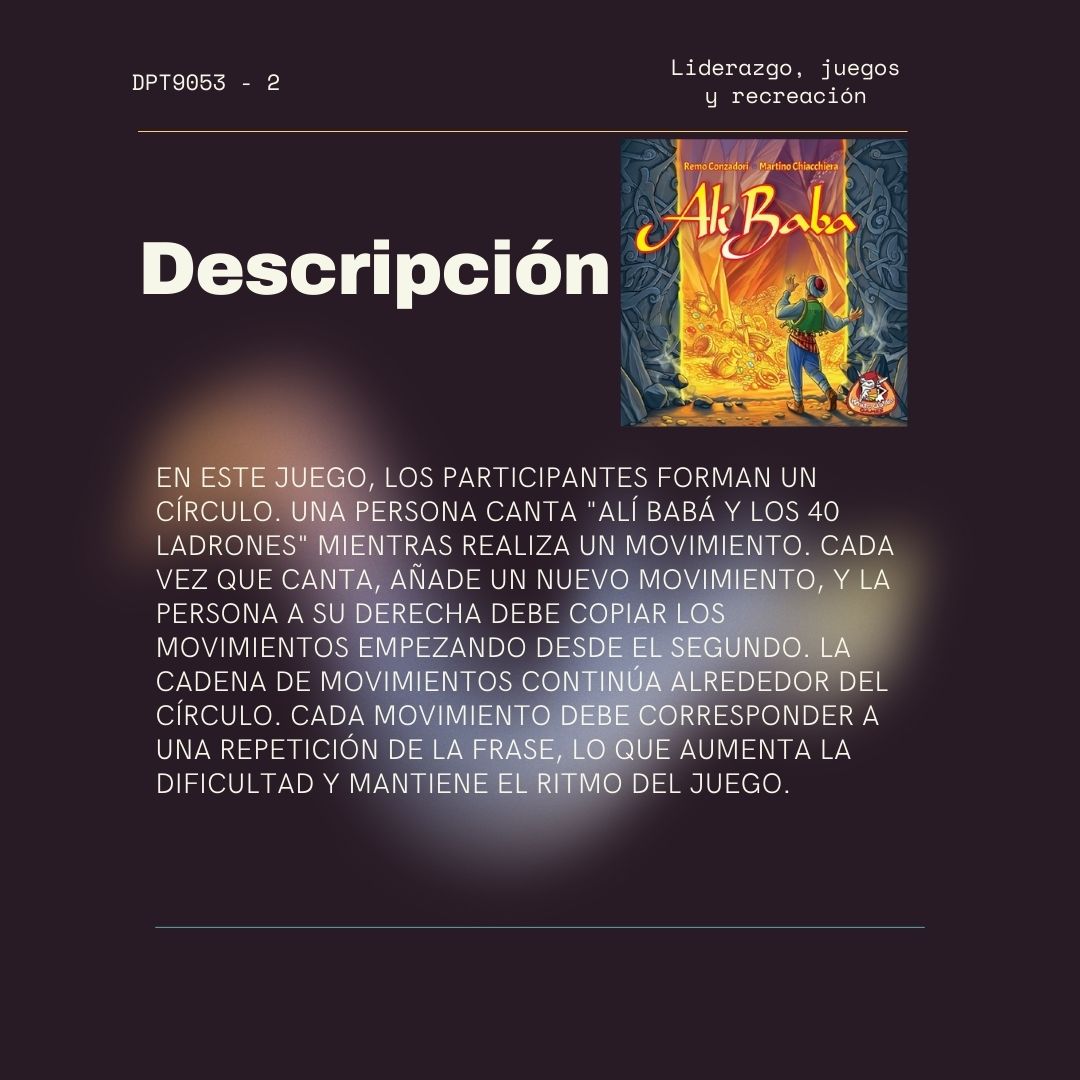 DPT9053 - 2
Liderazgo, juegos
y recreación
Remo Conzadori Martino Chiacchiera
Ali Baba
Descripción
EN ESTE JUEGO, LOS PARTICIPANTES FORMAN UN
CÍRCULO. UNA PERSONA CANTA "ALÍ BABÁ Y LOS 40
LADRONES" MIENTRAS REALIZA UN MOVIMIENTO. CADA
VEZ QUE CANTA, AÑADE UN NUEVO MOVIMIENTO, Y LA
PERSONA A SU DERECHA DEBE COPIAR LOS
MOVIMIENTOS EMPEZANDO DESDE EL SEGUNDO. LA
CADENA DE MOVIMIENTOS CONTINÚA ALREDEDOR DEL
CÍRCULO. CADA MOVIMIENTO DEBE CORRESPONDER A
UNA REPETICIÓN DE LA FRASE, LO QUE AUMENTA LA
DIFICULTAD Y MANTIENE EL RITMO DEL JUEGO.